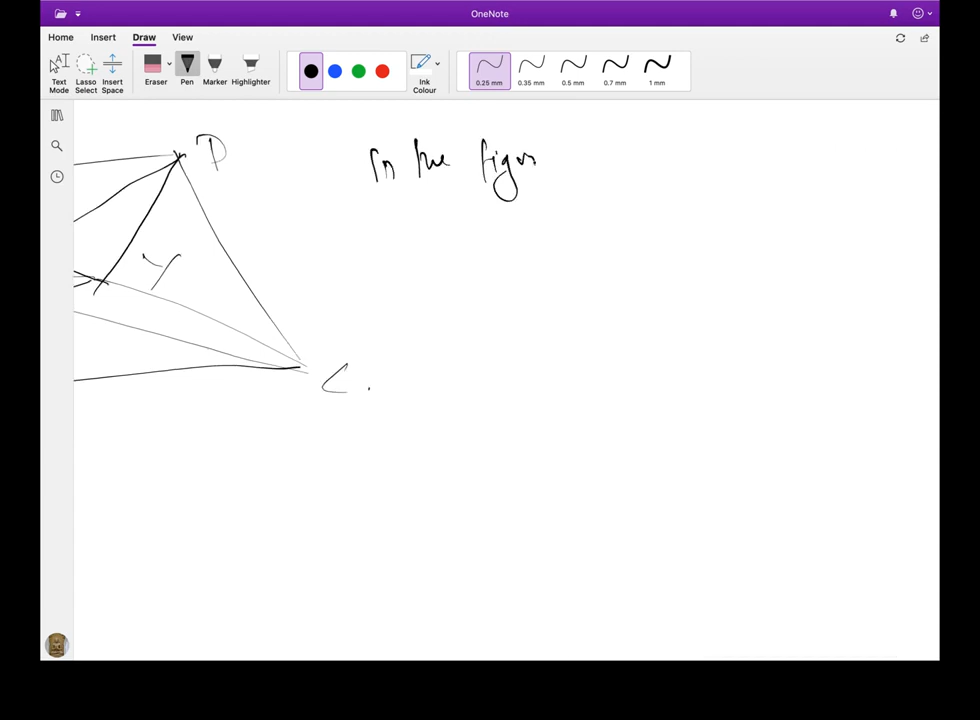 OneNote
Home Insert Draw View
Text Mode
Lasso Select
Insert Space
Eraser
Pen
Marker
Highlighter
Ink Colour
0.25 mm
0.35 mm
0.5 mm
0.7 mm
1 mm
D
In the figu
Y
C.